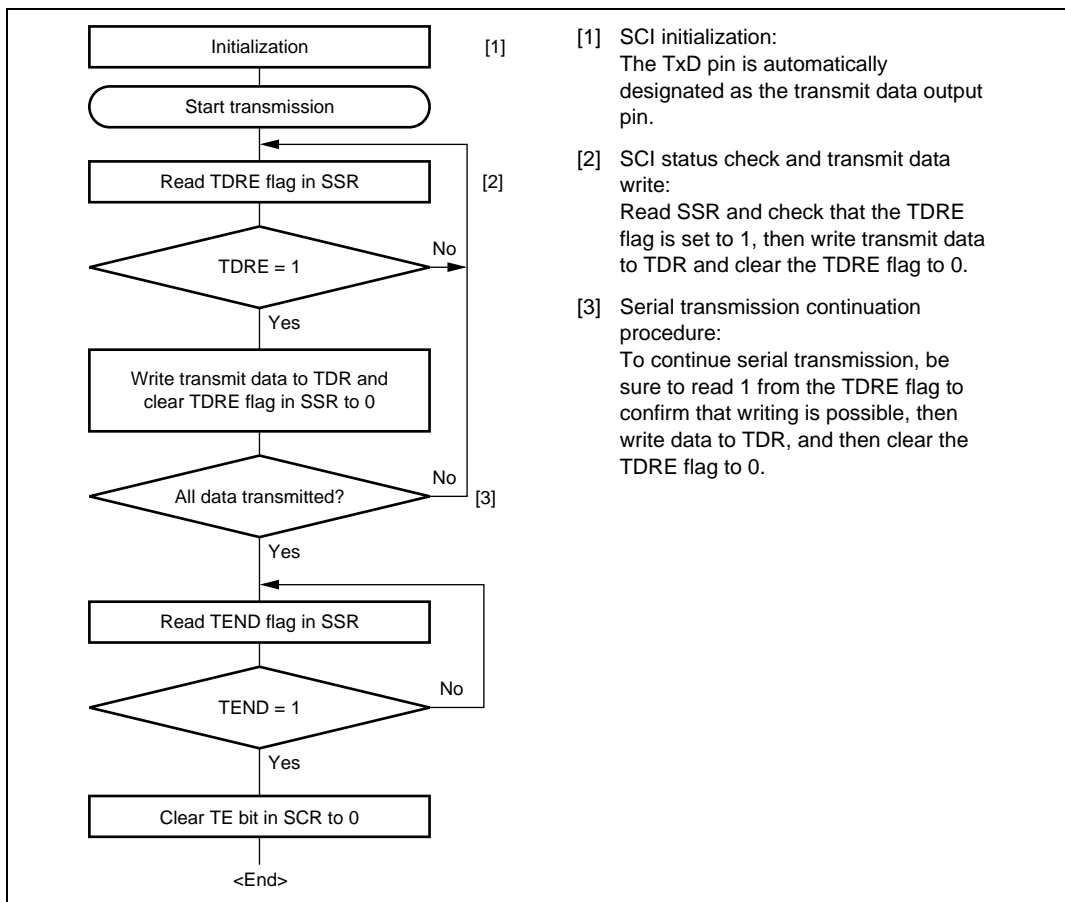 Initialization
[1]
Start transmission
Read TDRE flag in SSR
[2]
No
TDRE = 1
Yes
Write transmit data to TDR and
clear TDRE flag in SSR to 0
No
All data transmitted?
[3]
Yes
Read TEND flag in SSR
No
TEND = 1
Yes
Clear TE bit in SCR to 0
<End>
[1] SCI initialization:
The TxD pin is automatically
designated as the transmit data output
pin.
[2] SCI status check and transmit data
write:
Read SSR and check that the TDRE
flag is set to 1, then write transmit data
to TDR and clear the TDRE flag to 0.
[3] Serial transmission continuation
procedure:
To continue serial transmission, be
sure to read 1 from the TDRE flag to
confirm that writing is possible, then
write data to TDR, and then clear the
TDRE flag to 0.